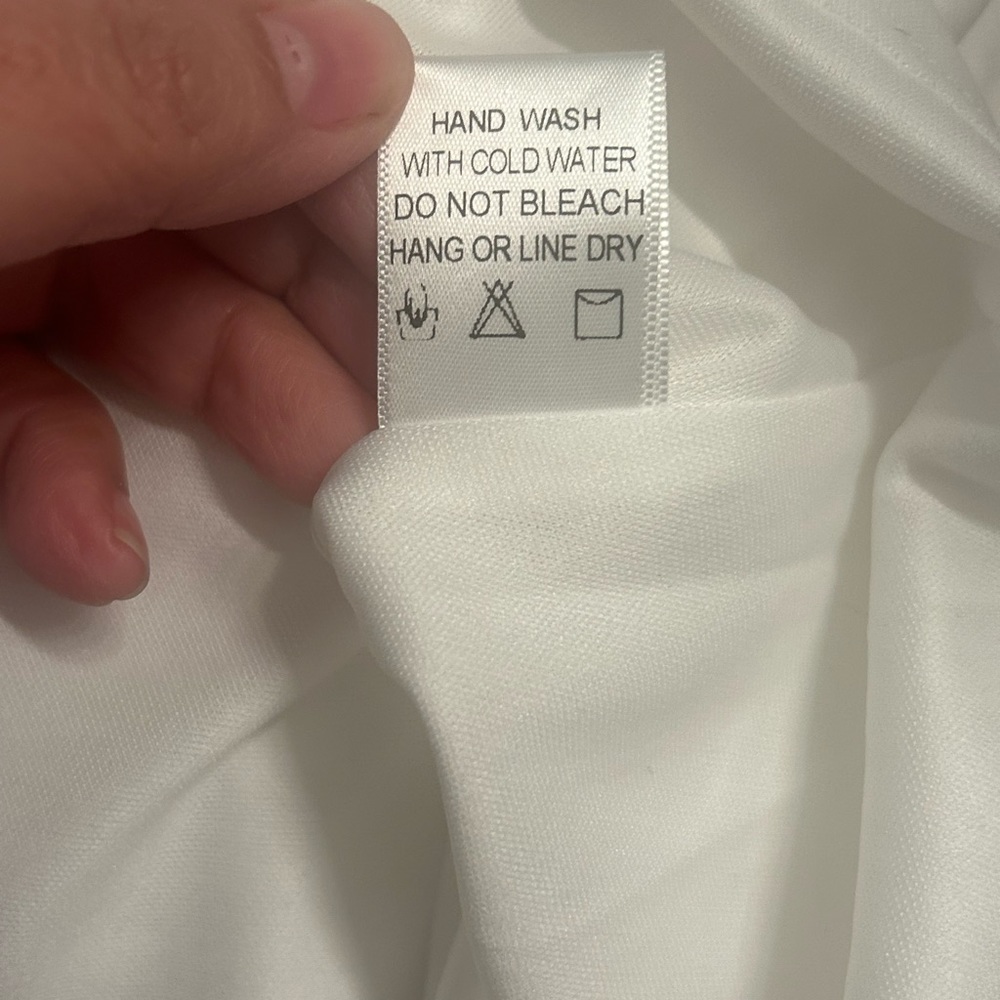 HAND WASH
WITH COLD WATER
DO NOT BLEACH
HANG OR LINE DRY